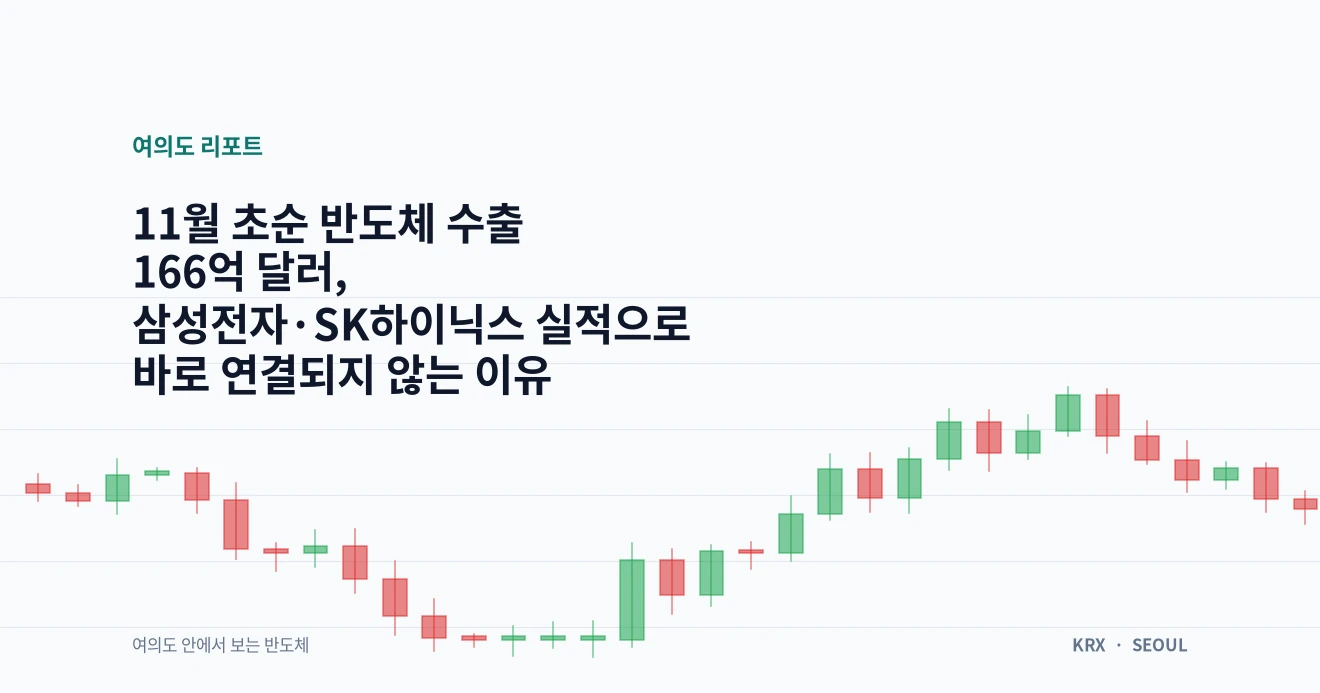 여의도 리포트
11월 초순 반도체 수출
166억 달러,
삼성전자·SK하이닉스 실적으로
바로 연결되지 않는 이유
여의도 안에서 보는 반도체
KRX · SEOUL